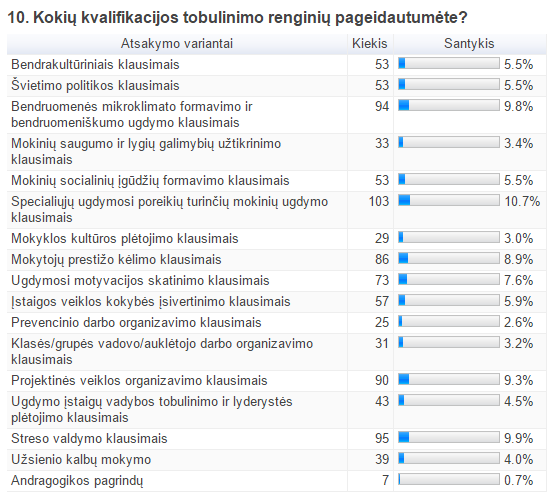 10. Kokių kvalifikacijos tobulinimo renginių pageidautumėte?
Atsakymo variantai Kiekis Santykis
Bendrakultūriniais klausimais 53 5.5%
Švietimo politikos klausimais 53 5.5%
Bendruomenės mikroklimato formavimo ir 94 9.8%
bendruomeniškumo ugdymo klausimais
Mokinių saugumo ir lygių galimybių užtikrinimo 33 3.4%
klausimais
Mokinių socialinių įgūdžių formavimo klausimais 53 5.5%
Specialiųjų ugdymosi poreikių turinčių mokinių ugdymo 103 10.7%
klausimais
Mokyklos kultūros plėtojimo klausimais 29 3.0%
Mokytojų prestižo kėlimo klausimais 86 8.9%
Ugdymosi motyvacijos skatinimo klausimais 73 7.6%
Įstaigos veiklos kokybės įsivertinimo klausimais 57 5.9%
Prevencinio darbo organizavimo klausimais 25 2.6%
Klasės/grupės vadovo/auklėtojo darbo organizavimo 31 3.2%
klausimais
Projektinės veiklos organizavimo klausimais 90 9.3%
Ugdymo įstaigų vadybos tobulinimo ir lyderystės 43 4.5%
plėtojimo klausimais
Streso valdymo klausimais 95 9.9%
Užsienio kalbų mokymo 39 4.0%
Andragogikos pagrindų 7 0.7%